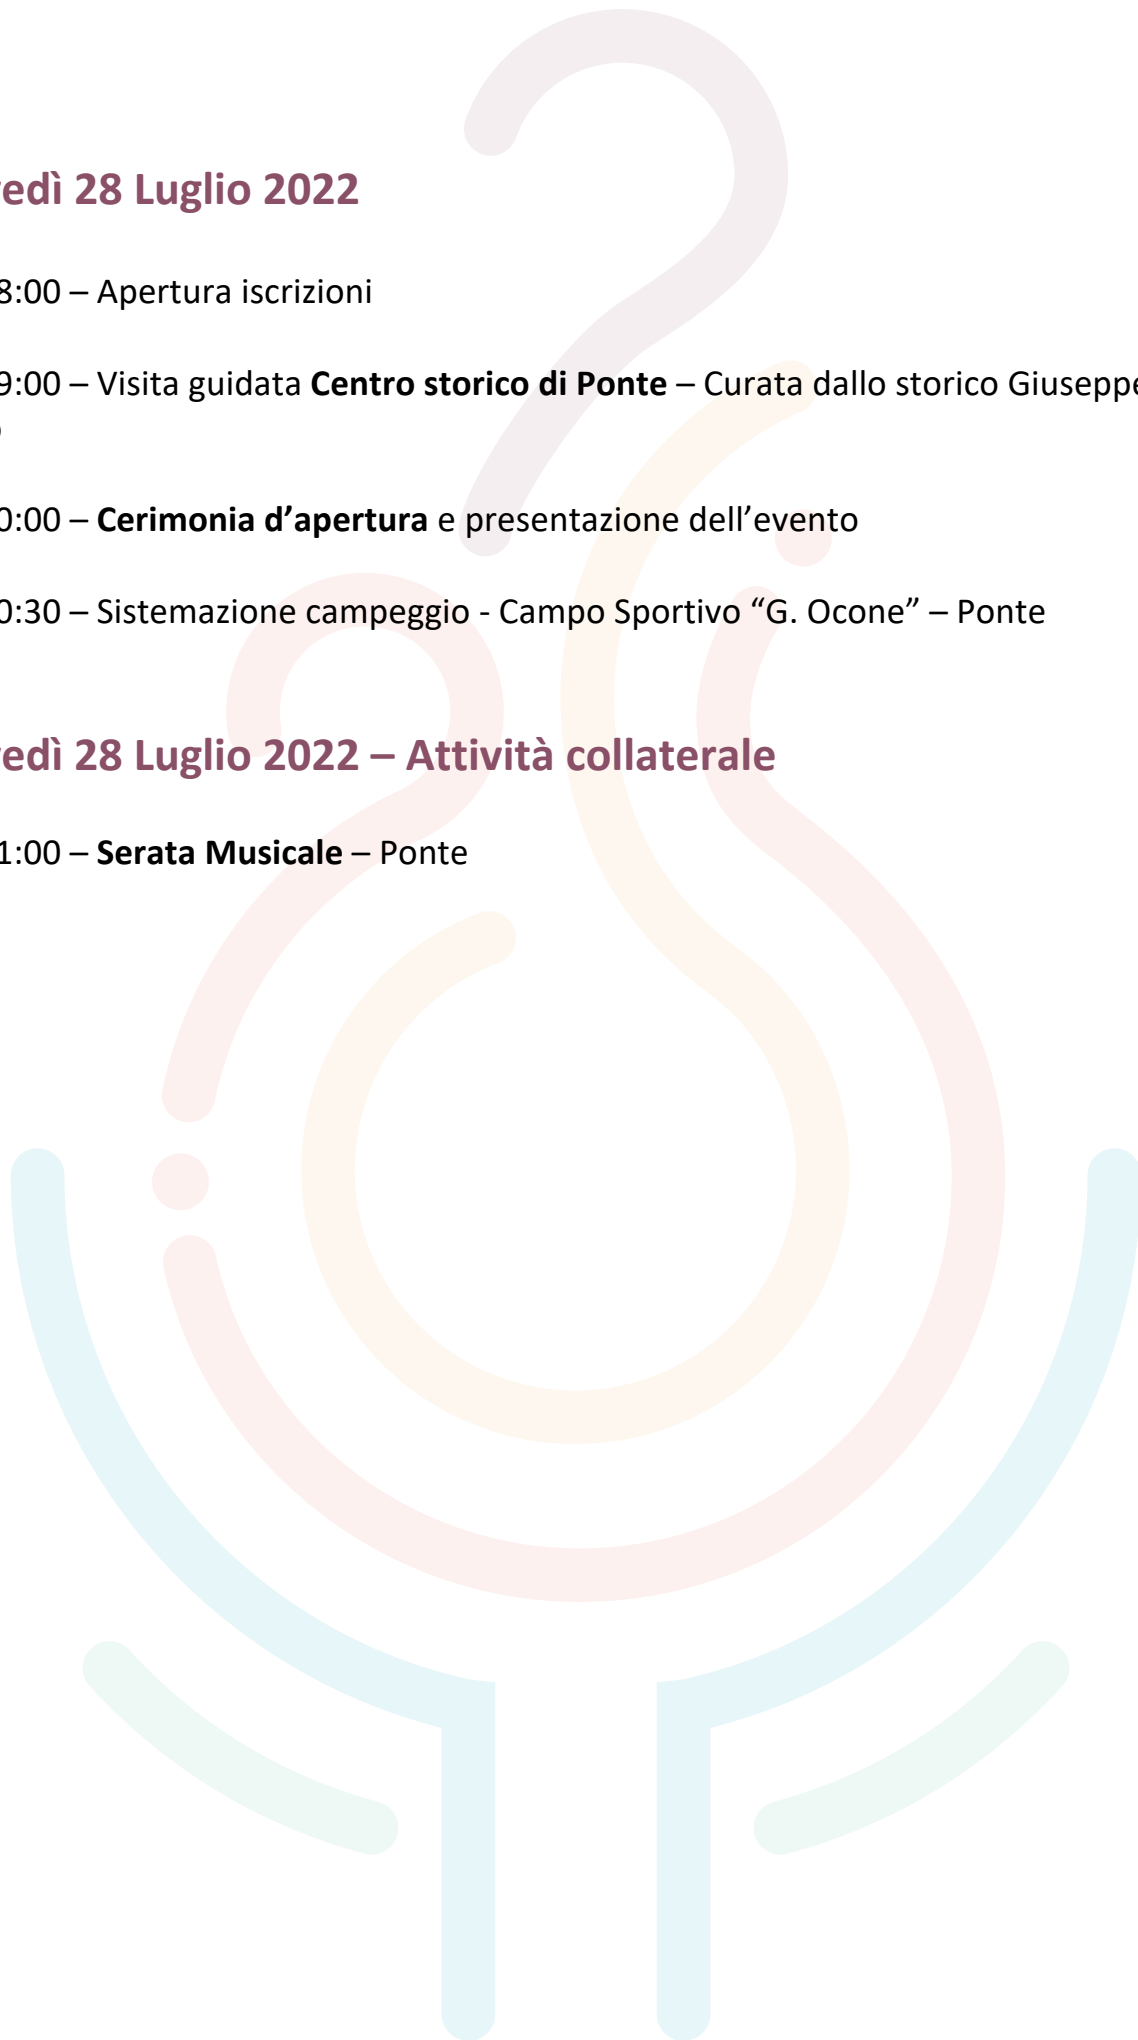 edì 28 Luglio 2022
8:00 – Apertura iscrizioni
9:00 – Visita guidata Centro storico di Ponte – Curata dallo storico Giuseppe
0:00 – Cerimonia d’apertura e presentazione dell’evento
0:30 – Sistemazione campeggio - Campo Sportivo “G. Ocone” – Ponte
edì 28 Luglio 2022 – Attività collaterale
1:00 – Serata Musicale – Ponte